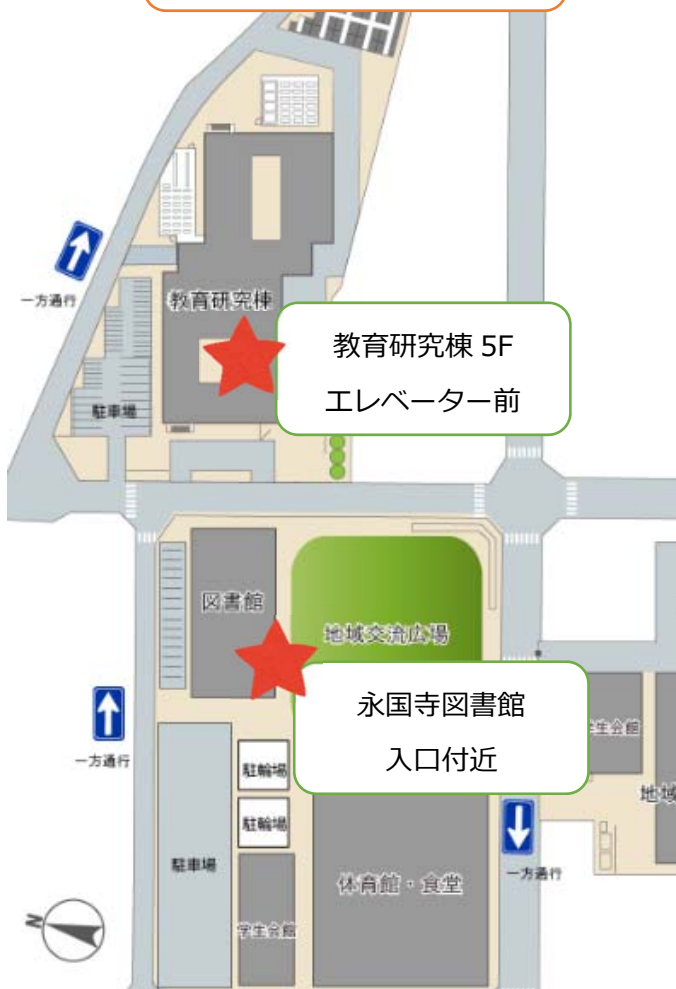 一方通行
教育研究棟
教育研究棟 5F
エレベーター前
駐車場
図書館
地域交流広場
永国寺図書館
入口付近
学生会館
一方通行
駐輪場
地域
駐輪場
駐車場
体育館・食堂
一方通行
学生会館
N